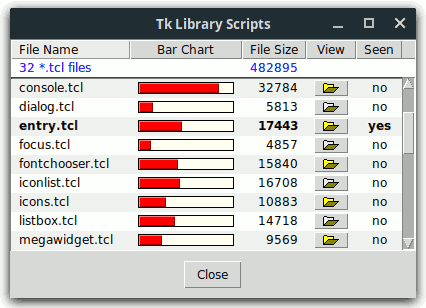 Tk Library Scripts
File Name Bar Chart File Size View Seen
32 *.tcl files 482895
console.tcl 32784 no
dialog.tcl 5813 no
entry.tcl 17443 yes
focus.tcl 4857 no
fontchooser.tcl 15840 no
iconlist.tcl 16708 no
icons.tcl 10883 no
listbox.tcl 14718 no
megawidget.tcl 9569 no
Close